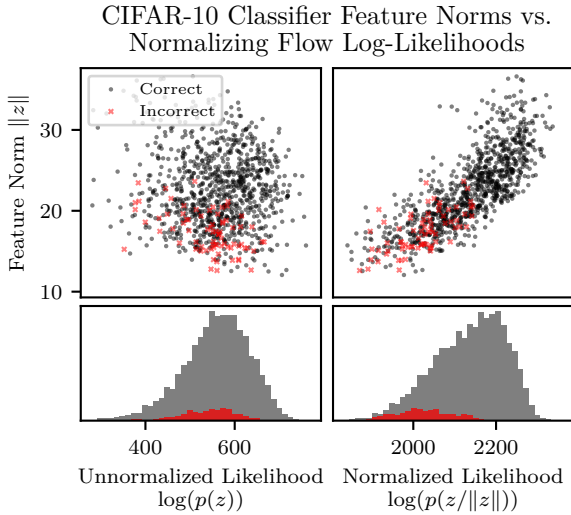 CIFAR-10 Classifier Feature Norms vs.
Normalizing Flow Log-Likelihoods
Feature Norm ||z||
30
20
10
Correct
Incorrect
400
600
2000
2200
Unnormalized Likelihood
log(p(z))
Normalized Likelihood
log(p(z/||z||))